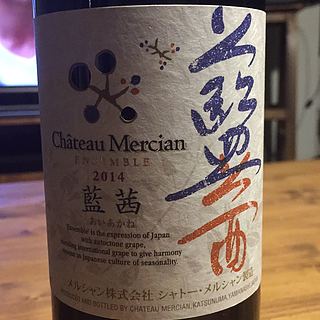 藍茜
Château Mercian
ENSEMBLE
2014
藍茜
あいあかね
Ensemble is the expression of Japan
with autoctone grape,
blending international grape to give harmony
as japanese culture of seasonality.
メルシャン株式会社 シャトー・メルシャン製造
PRODUCED AND BOTTLED BY CHATEAU MERCIAN, KATSUNUMA, YAMANASHI, JAPAN